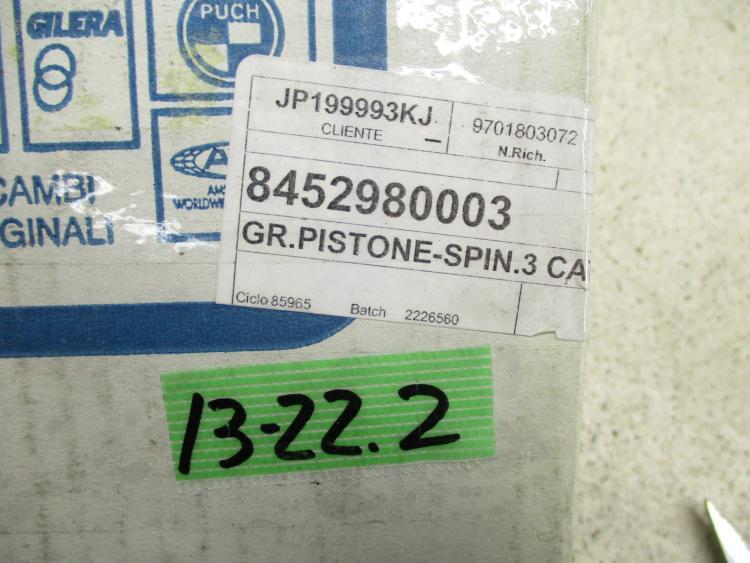 GILERA
PUCH
JP199993KJ
CLIENTE
9701803072
N.Rich.
8452980003
GR.PISTONE-SPIN.3 CA
Ciclo 85965
Batch 2226560
CAMBI
GINALI
13-22.2